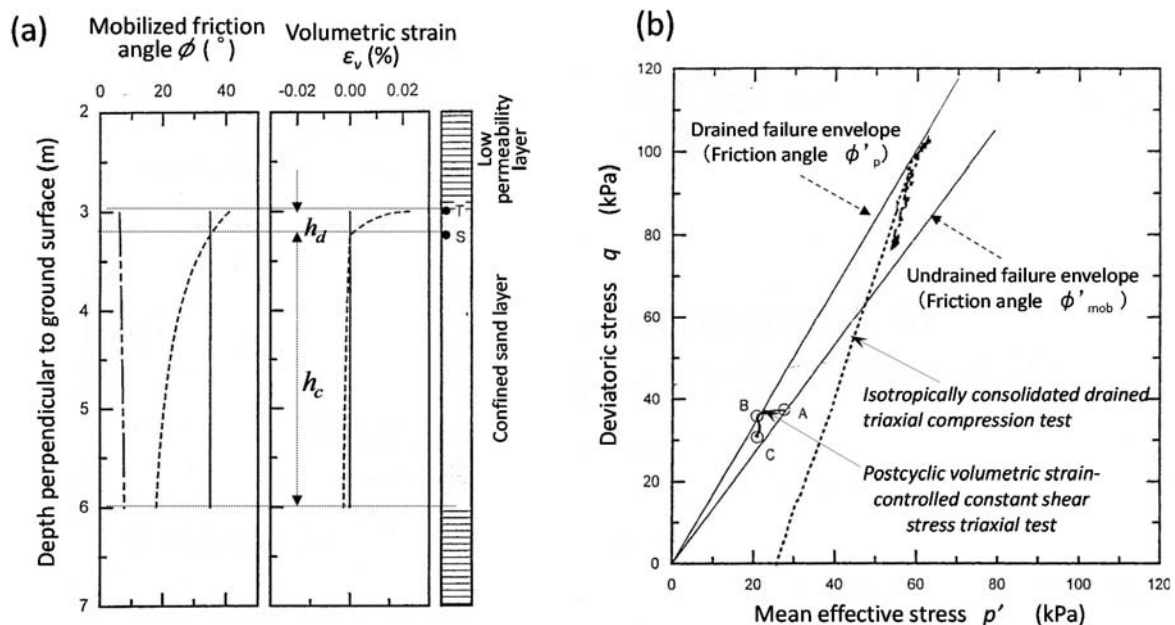 (a)
Mobilized friction
angle ϕ (°)
Volumetric strain
εv (%)
0 20 40
-0.02 0.00 0.02
2
3
4
5
6
7
Depth perpendicular to ground surface (m)
hd
hc
T
S
Low
permeability
layer
Confined sand layer
(b)
120
100
80
60
40
20
0
Deviatoric stress q (kPa)
Drained failure envelope
(Friction angle ϕ'p)
Undrained failure envelope
(Friction angle ϕ'mob)
B
A
C
Isotropically consolidated drained
triaxial compression test
Postcyclic volumetric strain-
controlled constant shear
stress triaxial test
0 20 40 60 80 100 120
Mean effective stress p' (kPa)